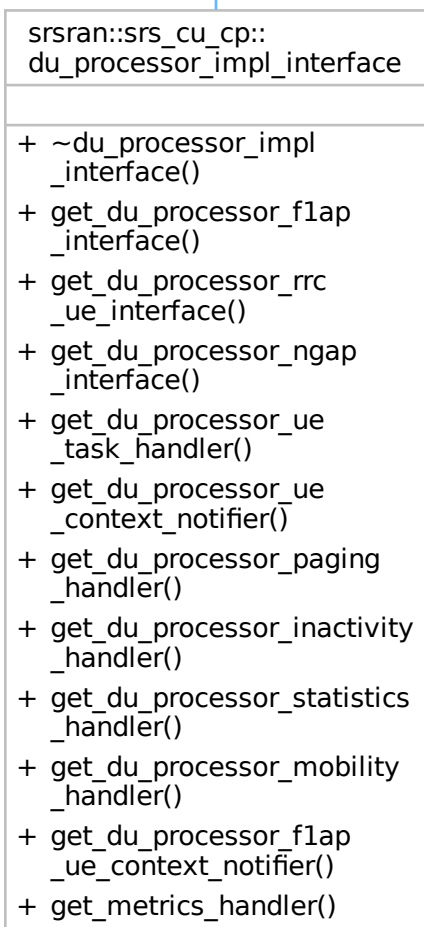 srsran::srs_cu_cp::
du_processor_impl_interface
+ ~du_processor_impl
_interface()
+ get_du_processor_f1ap
_interface()
+ get_du_processor_rrc
_ue_interface()
+ get_du_processor_ngap
_interface()
+ get_du_processor_ue
_task_handler()
+ get_du_processor_ue
_context_notifier()
+ get_du_processor_paging
_handler()
+ get_du_processor_inactivity
_handler()
+ get_du_processor_statistics
_handler()
+ get_du_processor_mobility
_handler()
+ get_du_processor_f1ap
_ue_context_notifier()
+ get_metrics_handler()